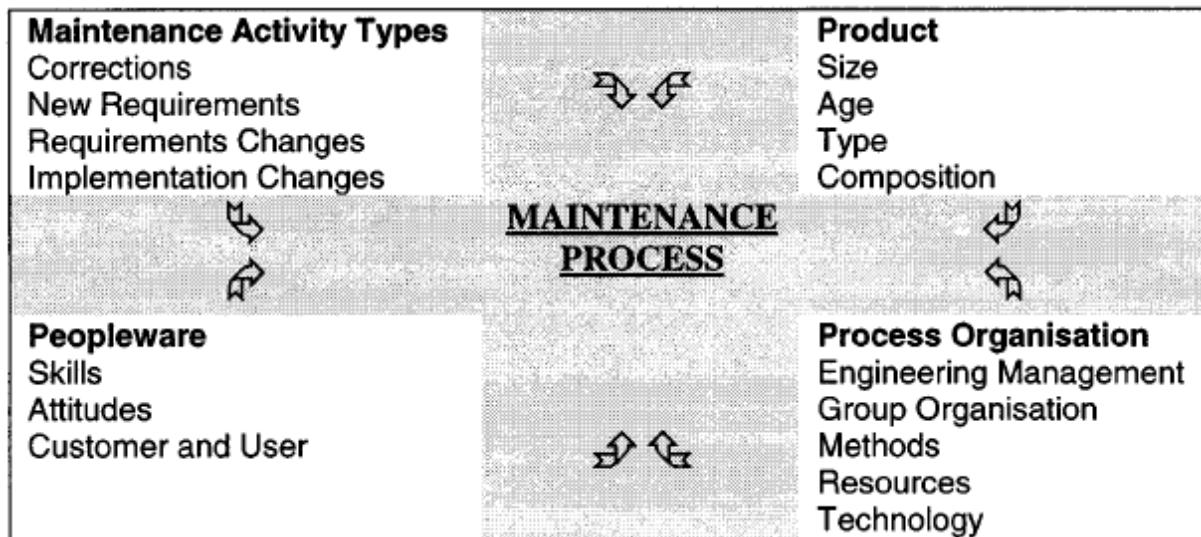 Maintenance Activity Types
Corrections
New Requirements
Requirements Changes
Implementation Changes
Product
Size
Age
Type
Composition
MAINTENANCE
PROCESS
Peopleware
Skills
Attitudes
Customer and User
Process Organisation
Engineering Management
Group Organisation
Methods
Resources
Technology